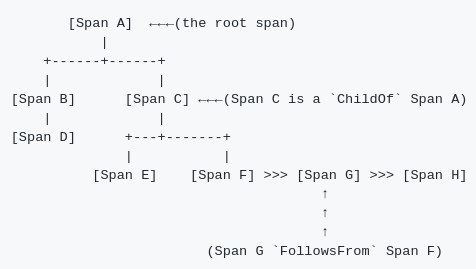 [Span A] ←←←(the root span)
|
+------+------+
| |
[Span B] [Span C] ←←←(Span C is a `ChildOf` Span A)
| |
[Span D] +---+-------+
| |
[Span E] [Span F] >>> [Span G] >>> [Span H]
↑
↑
↑
(Span G `FollowsFrom` Span F)